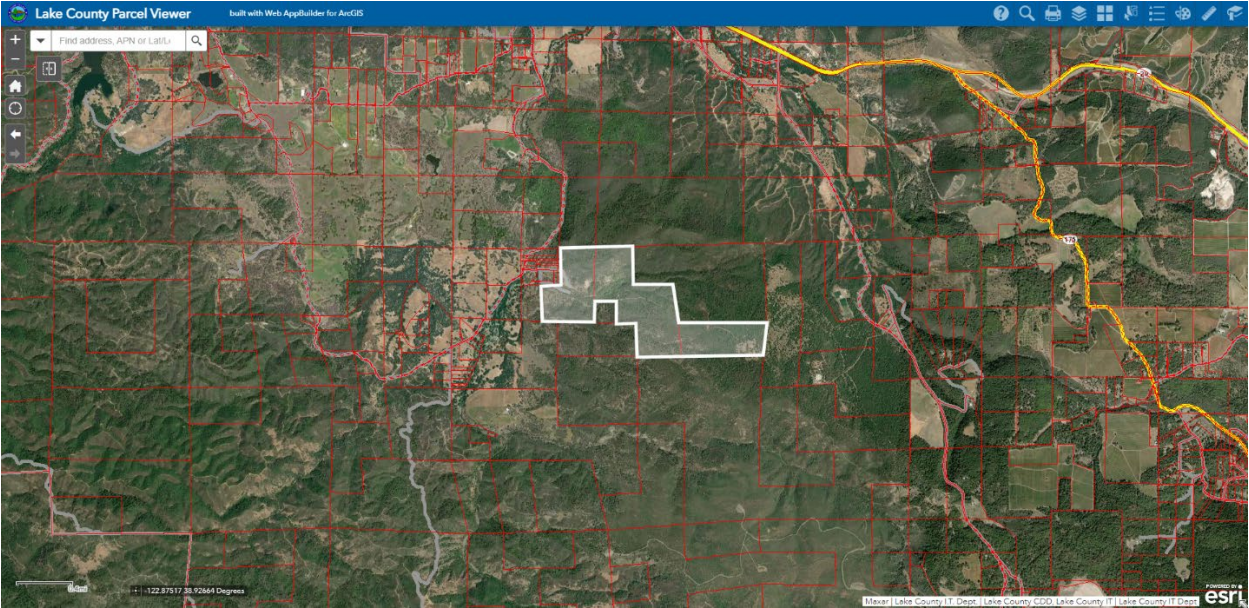 Lake County Parcel Viewer
built with Web AppBuilder for ArcGIS
Find address, APN or Lat/L
175
0.4mi
-122.87517 38.92664 Degrees
Maxar | Lake County I.T. Dept. | Lake County CDD, Lake County IT | Lake County IT Dept
POWERED BY
esri